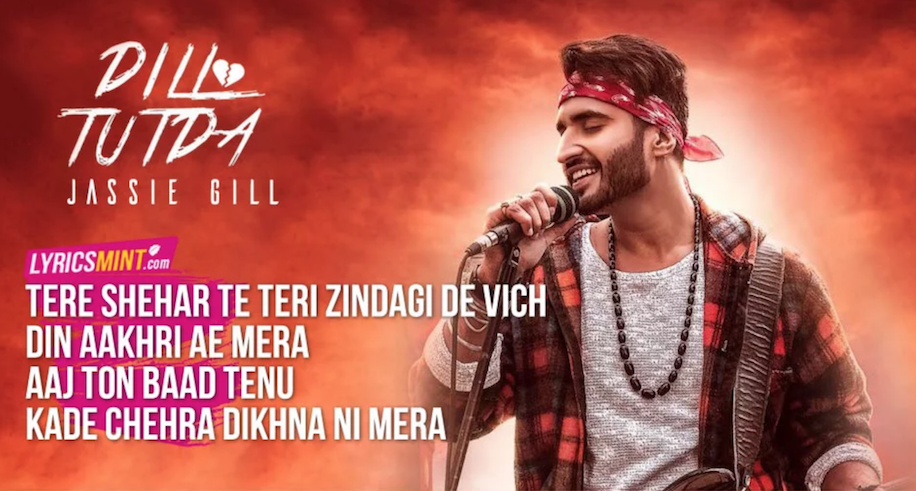 DILL
TUTDA
JASSIE GILL
LYRICSMINT.com
TERE SHEHAR TE TERI ZINDAGI DE VICH
DIN AAKHRI AE MERA
AAJ TON BAAD TENU
KADE CHEHRA DIKHNA NI MERA